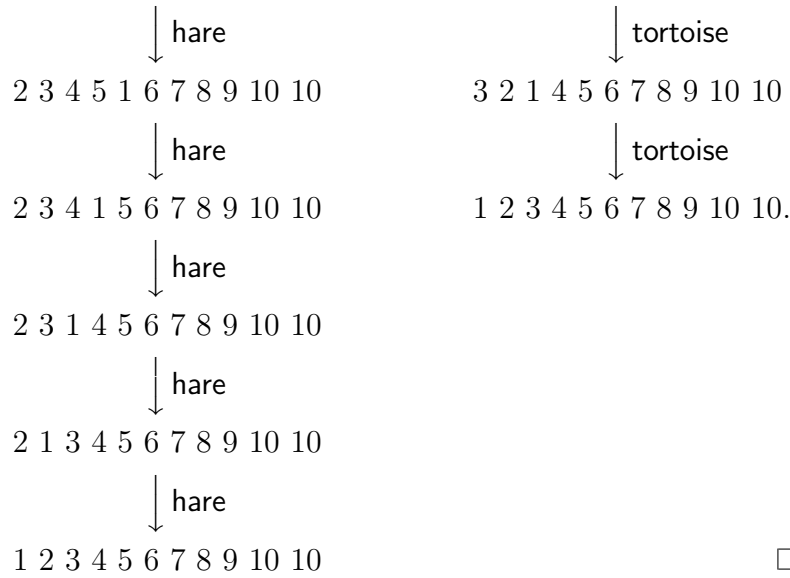 hare tortoise
2 3 4 5 1 6 7 8 9 10 10 3 2 1 4 5 6 7 8 9 10 10
hare tortoise
2 3 4 1 5 6 7 8 9 10 10 1 2 3 4 5 6 7 8 9 10 10.
hare
2 3 1 4 5 6 7 8 9 10 10
hare
2 1 3 4 5 6 7 8 9 10 10
hare
1 2 3 4 5 6 7 8 9 10 10 □